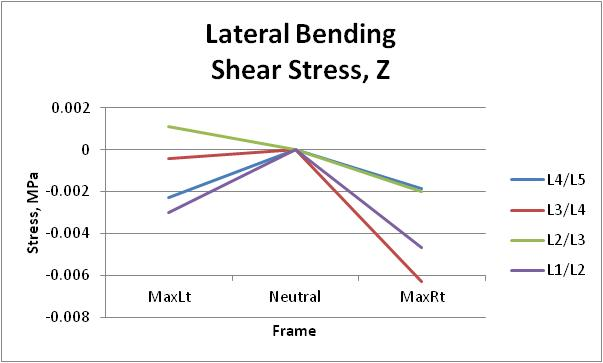 Lateral Bending
Shear Stress, Z
0.002
0
-0.002
-0.004
-0.006
-0.008
Stress, MPa
MaxLt
Neutral
MaxRt
Frame
L4/L5
L3/L4
L2/L3
L1/L2